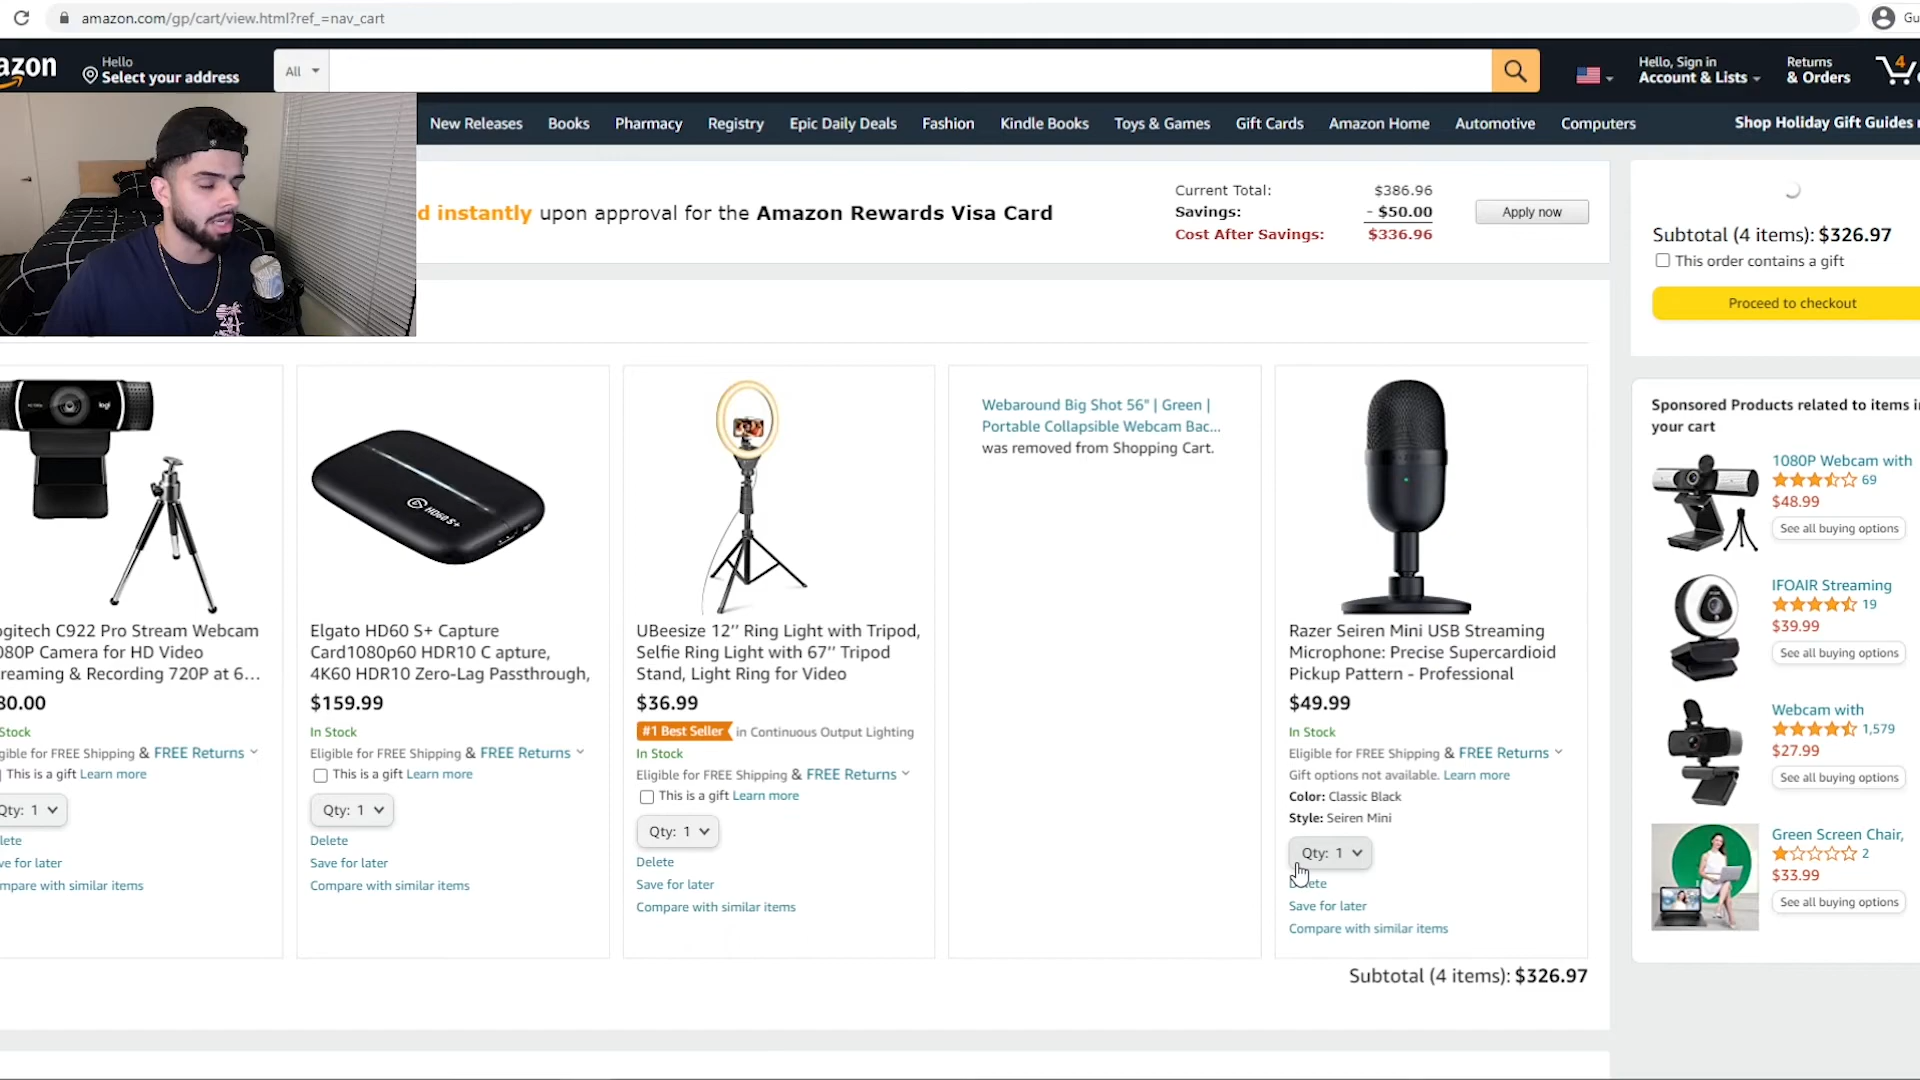 amazon.com/gp/cart/view.html?ref_=nav_cart
Gu
azon
Hello
Select your address
All
Hello, Sign in
Account & Lists
Returns
& Orders
4
New Releases
Books
Pharmacy
Registry
Epic Daily Deals
Fashion
Kindle Books
Toys & Games
Gift Cards
Amazon Home
Automotive
Computers
Shop Holiday Gift Guides
d instantly upon approval for the Amazon Rewards Visa Card
Current Total: $386.96
Savings: - $50.00
Cost After Savings: $336.96
Apply now
Subtotal (4 items): $326.97
This order contains a gift
Proceed to checkout
logi
ogitech C922 Pro Stream Webcam
080P Camera for HD Video
reaming & Recording 720P at 6...
80.00
Stock
gible for FREE Shipping & FREE Returns
This is a gift Learn more
Qty: 1
lete
ve for later
mpare with similar items
HD60 S+
Elgato HD60 S+ Capture
Card1080p60 HDR10 C apture,
4K60 HDR10 Zero-Lag Passthrough,
$159.99
In Stock
Eligible for FREE Shipping & FREE Returns
This is a gift Learn more
Qty: 1
Delete
Save for later
Compare with similar items
UBeesize 12’’ Ring Light with Tripod,
Selfie Ring Light with 67’’ Tripod
Stand, Light Ring for Video
$36.99
#1 Best Seller in Continuous Output Lighting
In Stock
Eligible for FREE Shipping & FREE Returns
This is a gift Learn more
Qty: 1
Delete
Save for later
Compare with similar items
Webaround Big Shot 56" | Green |
Portable Collapsible Webcam Bac...
was removed from Shopping Cart.
Razer Seiren Mini USB Streaming
Microphone: Precise Supercardioid
Pickup Pattern - Professional
$49.99
In Stock
Eligible for FREE Shipping & FREE Returns
Gift options not available. Learn more
Color: Classic Black
Style: Seiren Mini
Qty: 1
Delete
Save for later
Compare with similar items
Subtotal (4 items): $326.97
Sponsored Products related to items i
your cart
1080P Webcam with
69
$48.99
See all buying options
IFOAIR Streaming
19
$39.99
See all buying options
Webcam with
1,579
$27.99
See all buying options
Green Screen Chair,
2
$33.99
See all buying options